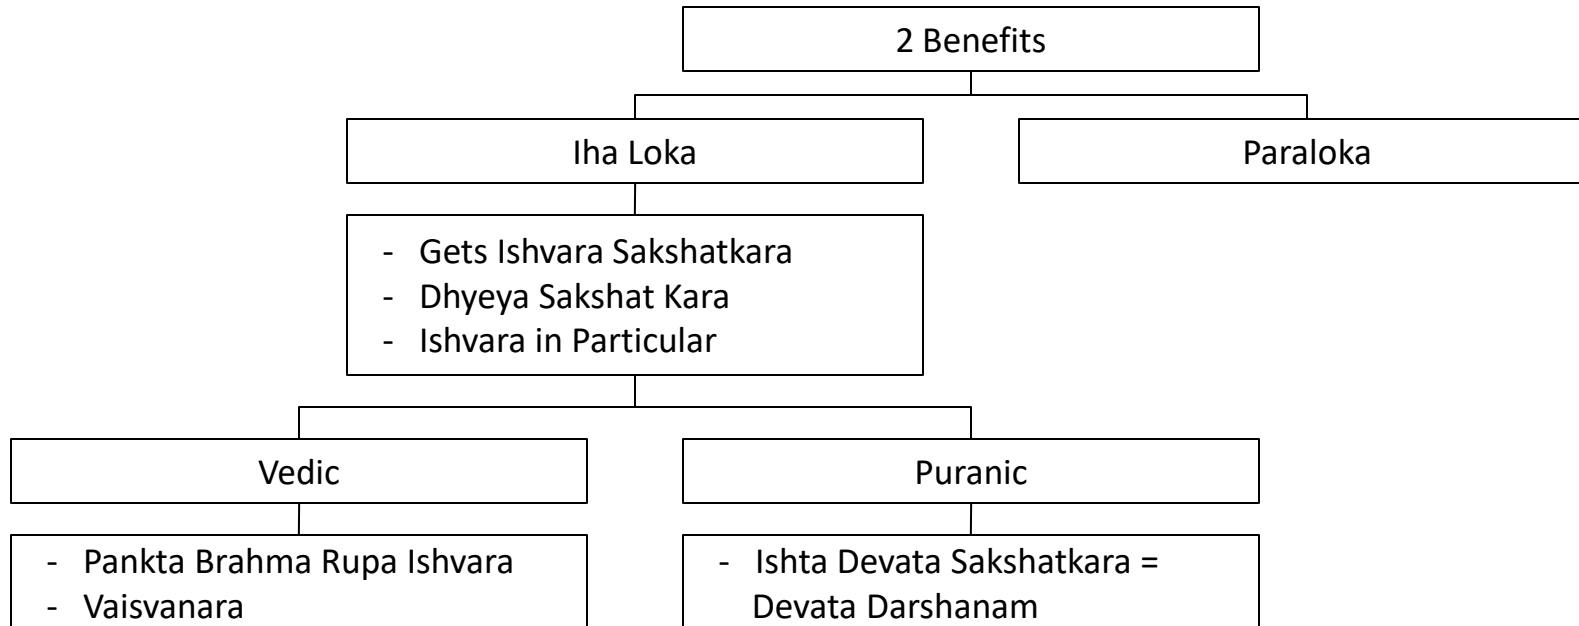 2 Benefits
Iha Loka
Paraloka
- Gets Ishvara Sakshatkara
- Dhyeya Sakshat Kara
- Ishvara in Particular
Vedic
Puranic
- Pankta Brahma Rupa Ishvara
- Vaisvanara
- Ishta Devata Sakshatkara =
Devata Darshanam